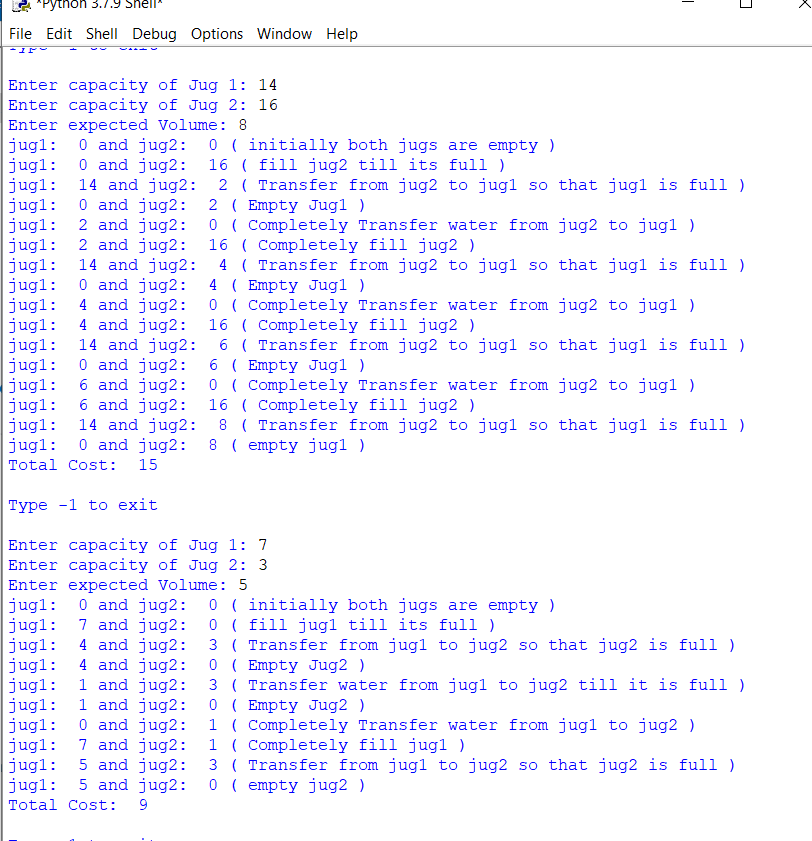 *Python 3.7.9 Shell*
File Edit Shell Debug Options Window Help
Type -1 to exit
Enter capacity of Jug 1: 14
Enter capacity of Jug 2: 16
Enter expected Volume: 8
jug1:  0 and jug2:  0 ( initially both jugs are empty )
jug1:  0 and jug2:  16 ( fill jug2 till its full )
jug1:  14 and jug2:  2 ( Transfer from jug2 to jug1 so that jug1 is full )
jug1:  0 and jug2:  2 ( Empty Jug1 )
jug1:  2 and jug2:  0 ( Completely Transfer water from jug2 to jug1 )
jug1:  2 and jug2:  16 ( Completely fill jug2 )
jug1:  14 and jug2:  4 ( Transfer from jug2 to jug1 so that jug1 is full )
jug1:  0 and jug2:  4 ( Empty Jug1 )
jug1:  4 and jug2:  0 ( Completely Transfer water from jug2 to jug1 )
jug1:  4 and jug2:  16 ( Completely fill jug2 )
jug1:  14 and jug2:  6 ( Transfer from jug2 to jug1 so that jug1 is full )
jug1:  0 and jug2:  6 ( Empty Jug1 )
jug1:  6 and jug2:  0 ( Completely Transfer water from jug2 to jug1 )
jug1:  6 and jug2:  16 ( Completely fill jug2 )
jug1:  14 and jug2:  8 ( Transfer from jug2 to jug1 so that jug1 is full )
jug1:  0 and jug2:  8 ( empty jug1 )
Total Cost:  15
Type -1 to exit
Enter capacity of Jug 1: 7
Enter capacity of Jug 2: 3
Enter expected Volume: 5
jug1:  0 and jug2:  0 ( initially both jugs are empty )
jug1:  7 and jug2:  0 ( fill jug1 till its full )
jug1:  4 and jug2:  3 ( Transfer from jug1 to jug2 so that jug2 is full )
jug1:  4 and jug2:  0 ( Empty Jug2 )
jug1:  1 and jug2:  3 ( Transfer water from jug1 to jug2 till it is full )
jug1:  1 and jug2:  0 ( Empty Jug2 )
jug1:  0 and jug2:  1 ( Completely Transfer water from jug1 to jug2 )
jug1:  7 and jug2:  1 ( Completely fill jug1 )
jug1:  5 and jug2:  3 ( Transfer from jug1 to jug2 so that jug2 is full )
jug1:  5 and jug2:  0 ( empty jug2 )
Total Cost:  9